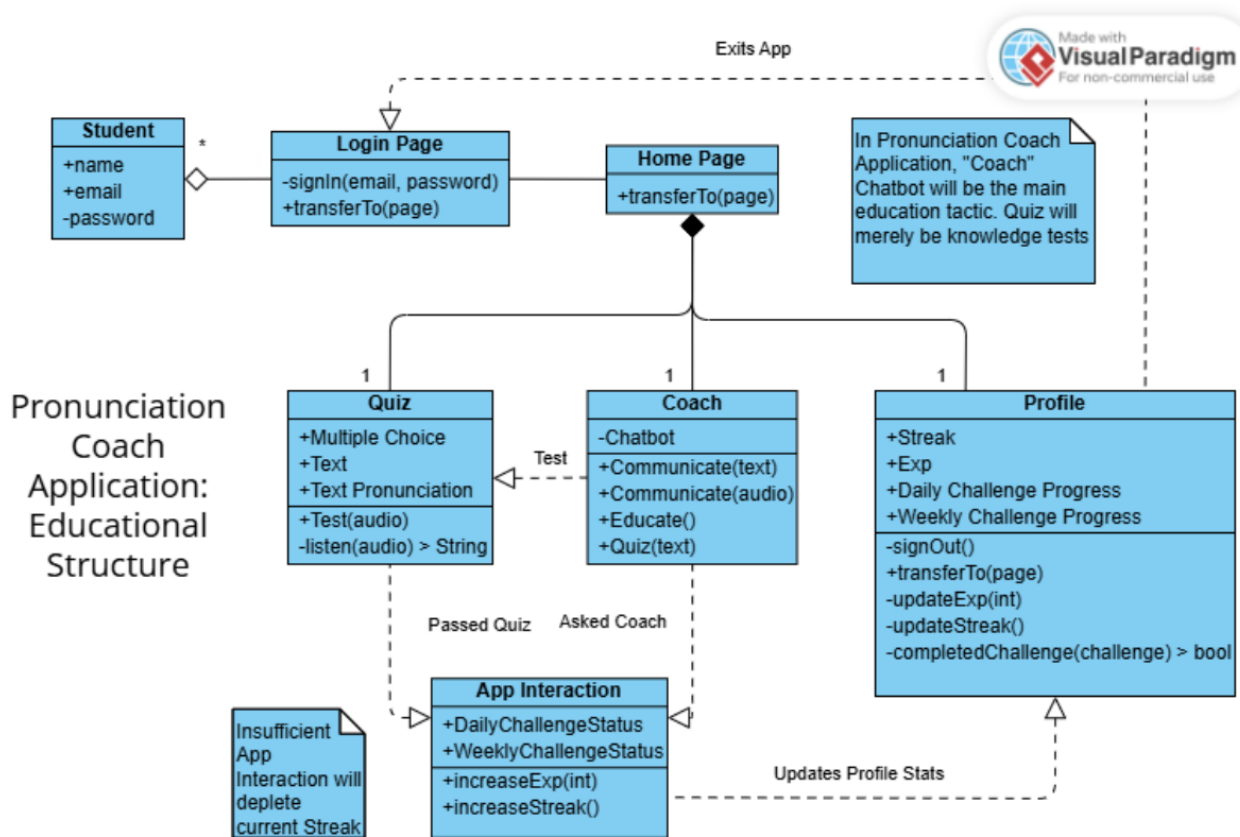 Exits App
Made with
Visual Paradigm
For non-commercial use
Student
+name
+email
-password
*
Login Page
-signIn(email, password)
+transferTo(page)
Home Page
+transferTo(page)
In Pronunciation Coach
Application, "Coach"
Chatbot will be the main
education tactic. Quiz will
merely be knowledge tests
Pronunciation
Coach
Application:
Educational
Structure
1
Quiz
+Multiple Choice
+Text
+Text Pronunciation
+Test(audio)
-listen(audio) > String
Test
1
Coach
-Chatbot
+Communicate(text)
+Communicate(audio)
+Educate()
+Quiz(text)
1
Profile
+Streak
+Exp
+Daily Challenge Progress
+Weekly Challenge Progress
-signOut()
+transferTo(page)
-updateExp(int)
-updateStreak()
-completedChallenge(challenge) > bool
Passed Quiz
Asked Coach
Insufficient
App
Interaction will
deplete
current Streak
App Interaction
+DailyChallengeStatus
+WeeklyChallengeStatus
+increaseExp(int)
+increaseStreak()
Updates Profile Stats